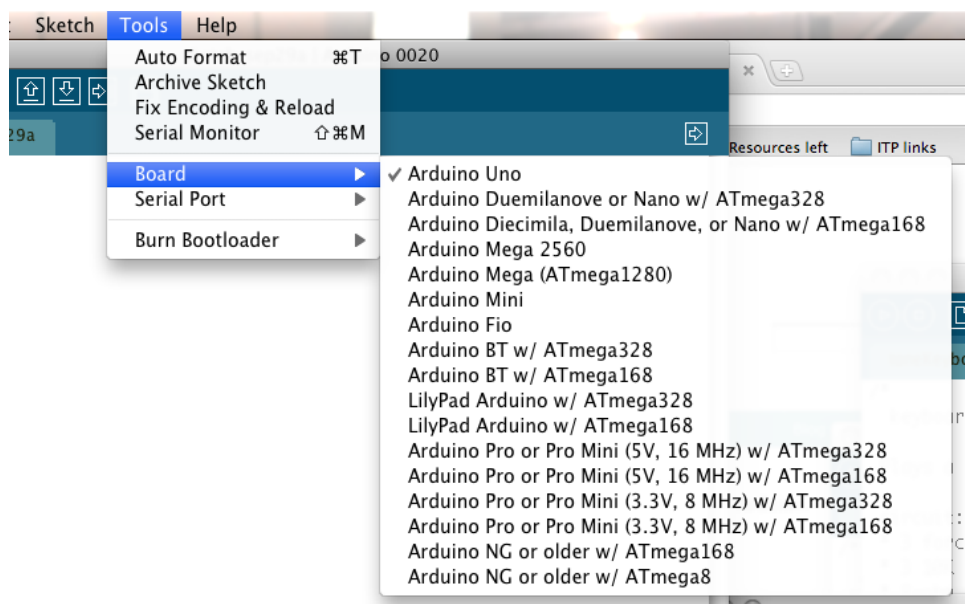 Sketch Tools Help
o 0020
Auto Format ⌘T
Archive Sketch
Fix Encoding & Reload
Serial Monitor ⇧⌘M
29a
Resources left ITP links
Board
Serial Port
Burn Bootloader
✓ Arduino Uno
Arduino Duemilanove or Nano w/ ATmega328
Arduino Diecimila, Duemilanove, or Nano w/ ATmega168
Arduino Mega 2560
Arduino Mega (ATmega1280)
Arduino Mini
Arduino Fio
Arduino BT w/ ATmega328
Arduino BT w/ ATmega168
LilyPad Arduino w/ ATmega328
LilyPad Arduino w/ ATmega168
Arduino Pro or Pro Mini (5V, 16 MHz) w/ ATmega328
Arduino Pro or Pro Mini (5V, 16 MHz) w/ ATmega168
Arduino Pro or Pro Mini (3.3V, 8 MHz) w/ ATmega328
Arduino Pro or Pro Mini (3.3V, 8 MHz) w/ ATmega168
Arduino NG or older w/ ATmega168
Arduino NG or older w/ ATmega8